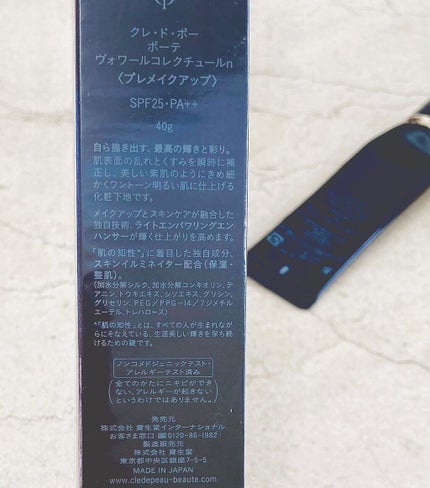 クレ・ド・ポー
ボーテ
ヴォワールコレクチュールn
〈プレメイクアップ〉
SPF25・PA++
40g
自ら描き出す、最高の輝きと彩り。
肌表面の乱れとくすみを瞬時に補
正し、美しい素肌のようにきめ細
かくワントーン明るい肌に仕上げる
化粧下地です。
メイクアップとスキンケアが融合した
独自技術、ライトエンパワリングエン
ハンサーが輝く仕上がりを高めます。
「肌の知性*」に着目した独自成分、
スキンイルミネイター配合(保湿・
整肌)。
(加水分解シルク、加水分解コンキオリン、テ
アニン、トウキエキス、シソエキス、グリシン、
グリセリン、PEG/PPG-14/7ジメチル
エーテル、トレハロース)
*「肌の知性」とは、すべての人が生まれなが
らにそなえている、生涯美しい輝きを保ち続
けるための鍵です。
ノンコメドジェニックテスト・
アレルギーテスト済み
(全てのかたにニキビができ
ない、アレルギーが起きない
というわけではありません。)
発売元
株式会社 資生堂インターナショナル
お客さま窓口 0120-86-1982
製造販売元
株式会社 資生堂
東京都中央区銀座7-5-5
MADE IN JAPAN
www.cledepeau-beaute.com